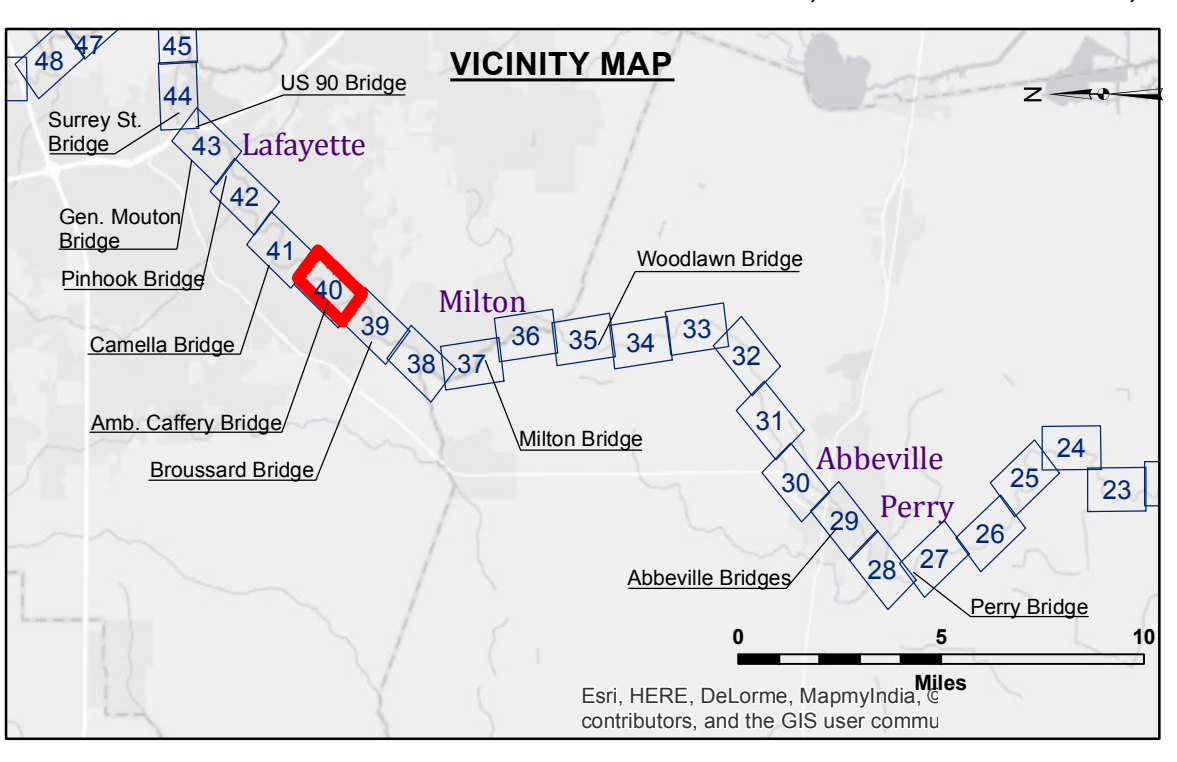 VICINITY MAP
47
48
45
44
US 90 Bridge
N
Surrey St.
Bridge
43
Lafayette
42
Gen. Mouton
Bridge
Pinhook Bridge
41
40
Woodlawn Bridge
Milton
39
36
35
34
33
32
Camella Bridge
38
37
Amb. Caffery Bridge
Milton Bridge
Broussard Bridge
31
30
Abbeville
Perry
29
28
27
26
25
24
23
Abbeville Bridges
Perry Bridge
0
5
10
Miles
Esri, HERE, DeLorme, MapmyIndia, ©
contributors, and the GIS user commu